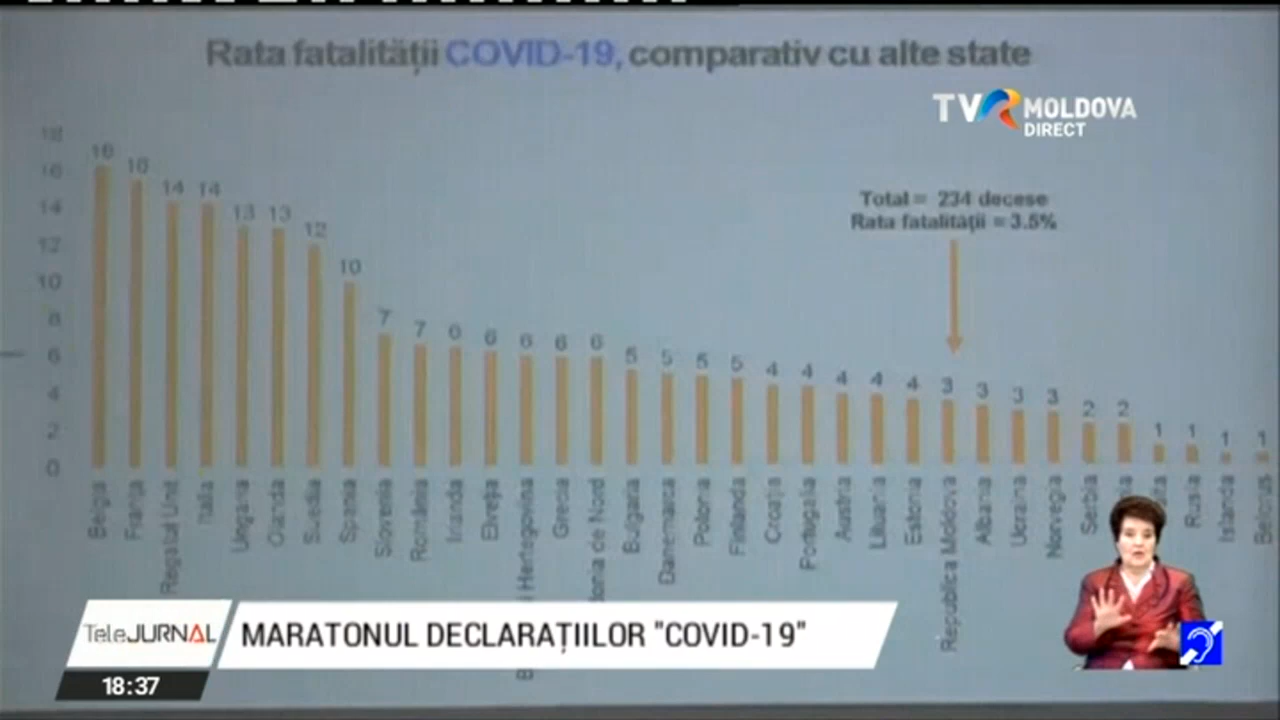 Rata fatalității COVID-19, comparativ cu alte state
TVR MOLDOVA
DIRECT
18
16
14
12
10
8
6
4
2
0
16 16 14 14 13 13 12 10 7 7 6 6 6 6 6 5 5 5 5 4 4 4 4 4 3 3 3 3 2 2 1 1 1 1
Total = 234 decese
Rata fatalității = 3.5%
Belgia
Franța
Regatul Unit
Italia
Ungaria
Olanda
Suedia
Spania
Slovenia
România
Irlanda
Elveția
Herțegovina
Grecia
donia de Nord
Bulgaria
Danemarca
Polonia
Finlanda
Croația
Portugalia
Austria
Lituania
Estonia
Republica Moldova
Albania
Ucraina
Norvegia
Serbia
Rusia
Islanda
Belarus
TeleJURNAL
MARATONUL DECLARAȚIILOR "COVID-19"
18:37